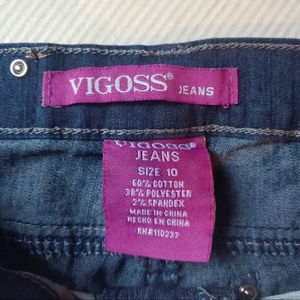 VIGOSS® JEANS
VIGOSS®
JEANS
SIZE 10
60% COTTON
38% POLYESTER
2% SPANDEX
MADE IN CHINA
HECHO EN CHINA
RN#110237